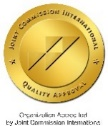 JOINT COMMISSION INTERNATIONAL
QUALITY APPROVAL
Organization Accredited
by Joint Commission International